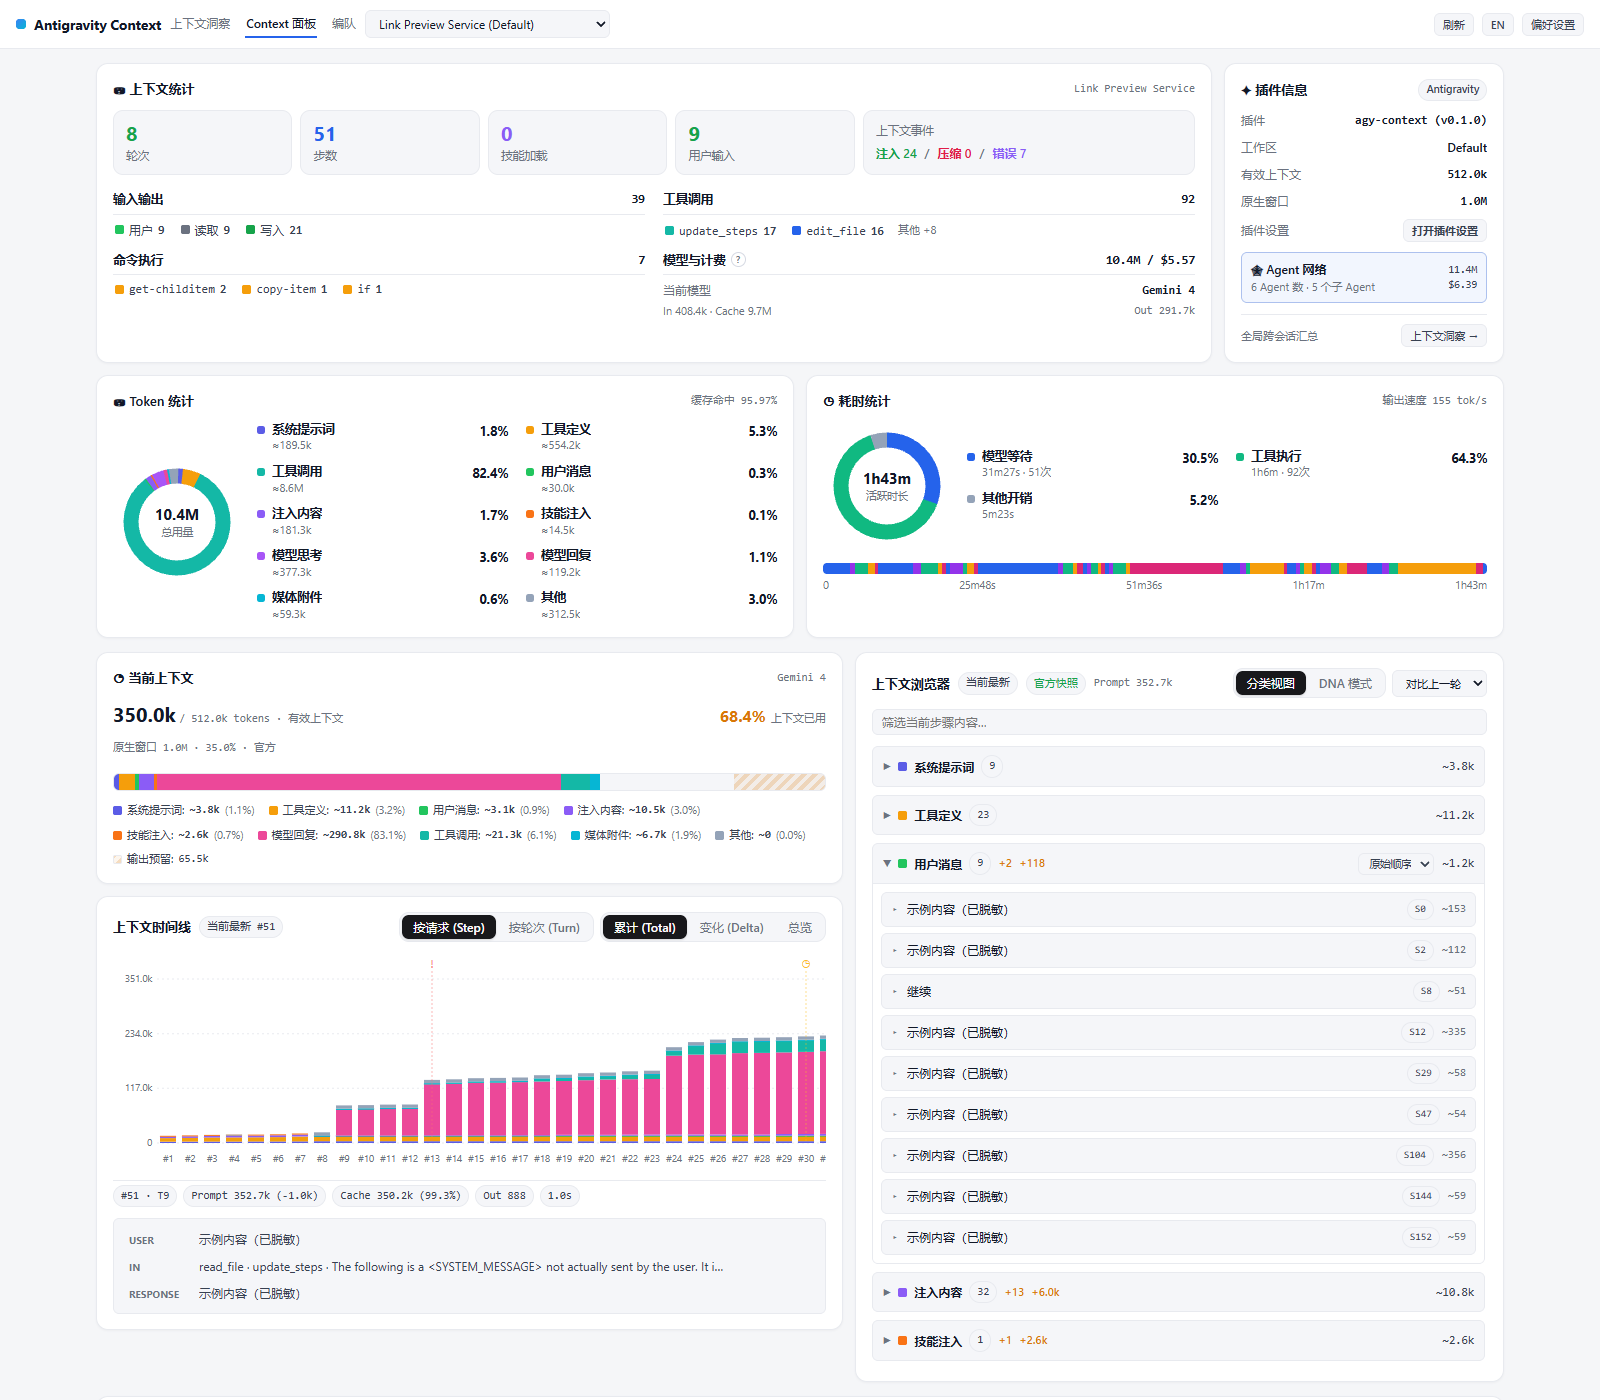 Antigravity Context 上下文洞察 Context 面板 编队 Link Preview Service (Default) 刷新 EN 偏好设置
上下文统计 Link Preview Service
8 轮次
51 步数
0 技能加载
9 用户输入
上下文事件
注入 24 / 压缩 0 / 错误 7
输入输出 39
用户 9 读取 9 写入 21
工具调用 92
update_steps 17 edit_file 16 其他 +8
命令执行 7
get-childitem 2 copy-item 1 if 1
模型与计费 ? 10.4M / $5.57
当前模型 Gemini 4
In 408.4k · Cache 9.7M Out 291.7k
插件信息 Antigravity
插件 agy-context (v0.1.0)
工作区 Default
有效上下文 512.0k
原生窗口 1.0M
插件设置 打开插件设置
Agent 网络 11.4M
6 Agent 数 · 5 个子 Agent $6.39
全局跨会话汇总 上下文洞察 →
Token 统计 缓存命中 95.97%
10.4M
总用量
系统提示词 1.8%
≈189.5k
工具定义 5.3%
≈554.2k
工具调用 82.4%
≈8.6M
用户消息 0.3%
≈30.0k
注入内容 1.7%
≈181.3k
技能注入 0.1%
≈14.5k
模型思考 3.6%
≈377.3k
模型回复 1.1%
≈119.2k
媒体附件 0.6%
≈59.3k
其他 3.0%
≈312.5k
耗时统计 输出速度 155 tok/s
1h43m
活跃时长
模型等待 30.5%
31m27s · 51次
工具执行 64.3%
1h6m · 92次
其他开销 5.2%
5m23s
0 25m48s 51m36s 1h17m 1h43m
当前上下文 Gemini 4
350.0k / 512.0k tokens · 有效上下文 68.4% 上下文已用
原生窗口 1.0M · 35.0% · 官方
系统提示词: ~3.8k (1.1%) 工具定义: ~11.2k (3.2%) 用户消息: ~3.1k (0.9%) 注入内容: ~10.5k (3.0%)
技能注入: ~2.6k (0.7%) 模型回复: ~290.8k (83.1%) 工具调用: ~21.3k (6.1%) 媒体附件: ~6.7k (1.9%) 其他: ~0 (0.0%)
输出预留: 65.5k
上下文时间线 当前最新 #51 按请求 (Step) 按轮次 (Turn) 累计 (Total) 变化 (Delta) 总览
!
351.0k
234.0k
117.0k
0
#1 #2 #3 #4 #5 #6 #7 #8 #9 #10 #11 #12 #13 #14 #15 #16 #17 #18 #19 #20 #21 #22 #23 #24 #25 #26 #27 #28 #29 #30 #
#51 · T9 Prompt 352.7k (-1.0k) Cache 350.2k (99.3%) Out 888 1.0s
USER 示例内容（已脱敏）
IN read_file · update_steps · The following is a <SYSTEM_MESSAGE> not actually sent by the user. It i...
RESPONSE 示例内容（已脱敏）
上下文浏览器 当前最新 官方快照 Prompt 352.7k 分类视图 DNA 模式 对比上一轮
筛选当前步骤内容...
系统提示词 9 ~3.8k
工具定义 23 ~11.2k
用户消息 9 +2 +118 原始顺序 ~1.2k
示例内容（已脱敏） S0 ~153
示例内容（已脱敏） S2 ~112
继续 S8 ~51
示例内容（已脱敏） S12 ~335
示例内容（已脱敏） S29 ~58
示例内容（已脱敏） S47 ~54
示例内容（已脱敏） S104 ~356
示例内容（已脱敏） S144 ~59
示例内容（已脱敏） S152 ~59
注入内容 32 +13 +6.0k ~10.8k
技能注入 1 +1 +2.6k ~2.6k